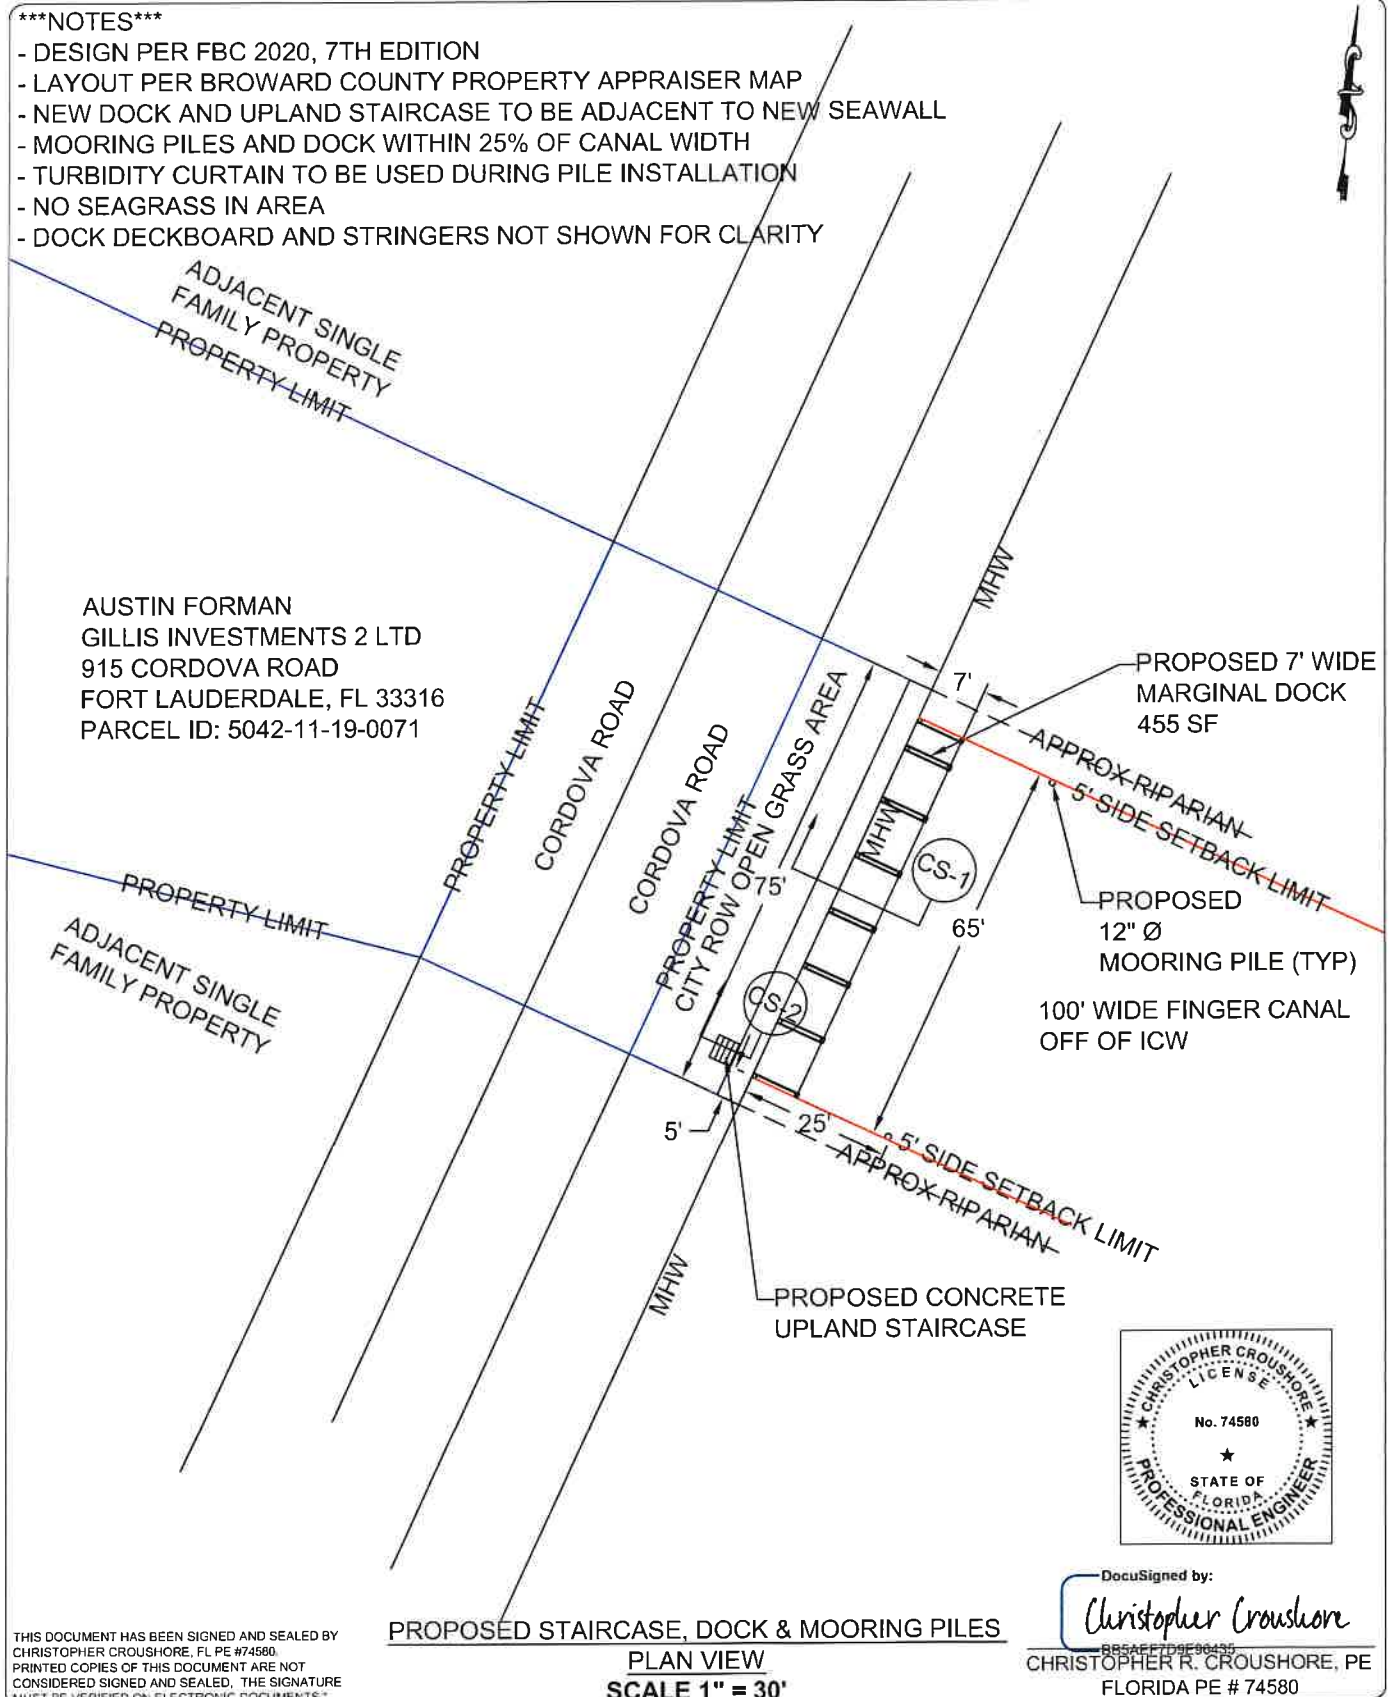 ***NOTES***
- DESIGN PER FBC 2020, 7TH EDITION
- LAYOUT PER BROWARD COUNTY PROPERTY APPRAISER MAP
- NEW DOCK AND UPLAND STAIRCASE TO BE ADJACENT TO NEW SEAWALL
- MOORING PILES AND DOCK WITHIN 25% OF CANAL WIDTH
- TURBIDITY CURTAIN TO BE USED DURING PILE INSTALLATION
- NO SEAGRASS IN AREA
- DOCK DECKBOARD AND STRINGERS NOT SHOWN FOR CLARITY
ADJACENT SINGLE
FAMILY PROPERTY
PROPERTY LIMIT
AUSTIN FORMAN
GILLIS INVESTMENTS 2 LTD
915 CORDOVA ROAD
FORT LAUDERDALE, FL 33316
PARCEL ID: 5042-11-19-0071
PROPERTY LIMIT
ADJACENT SINGLE
FAMILY PROPERTY
PROPERTY LIMIT
CORDOVA ROAD
CORDOVA ROAD
PROPERTY LIMIT
CITY ROW OPEN GRASS AREA
MHW
7'
PROPOSED 7' WIDE
MARGINAL DOCK
455 SF
APPROX RIPARIAN
5' SIDE SETBACK LIMIT
MHW
CS-1
75'
65'
PROPOSED
12" Ø
MOORING PILE (TYP)
100' WIDE FINGER CANAL
OFF OF ICW
CS-2
5'
25'
5' SIDE SETBACK LIMIT
APPROX RIPARIAN
MHW
PROPOSED CONCRETE
UPLAND STAIRCASE
CHRISTOPHER CROUSHORE
LICENSE
No. 74580
STATE OF
FLORIDA
PROFESSIONAL ENGINEER
DocuSigned by:
Christopher Croushore
BB5AEF7D9E90435
CHRISTOPHER R. CROUSHORE, PE
FLORIDA PE # 74580
PROPOSED STAIRCASE, DOCK & MOORING PILES
PLAN VIEW
SCALE 1" = 30'
THIS DOCUMENT HAS BEEN SIGNED AND SEALED BY
CHRISTOPHER CROUSHORE, FL PE #74580.
PRINTED COPIES OF THIS DOCUMENT ARE NOT
CONSIDERED SIGNED AND SEALED, THE SIGNATURE
MUST BE VERIFIED ON ELECTRONIC DOCUMENTS."